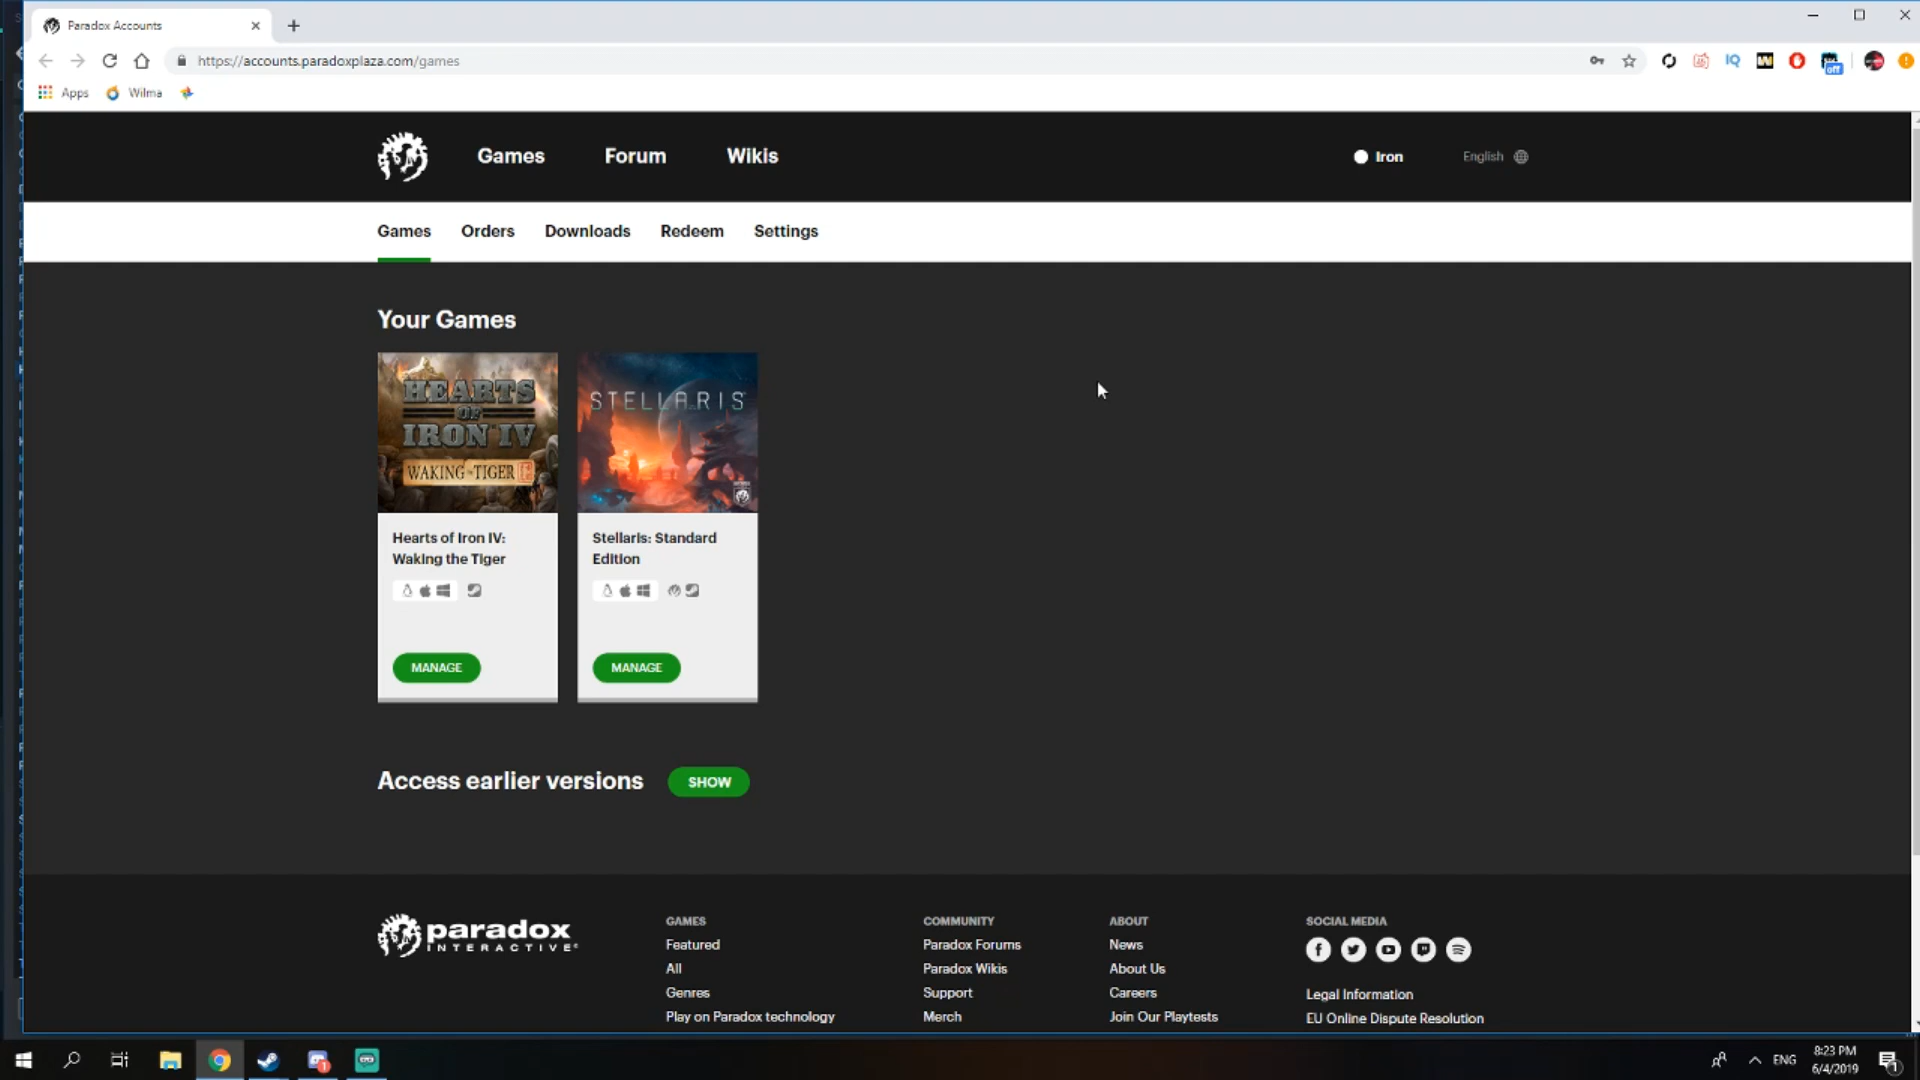 Paradox Accounts
https://accounts.paradoxplaza.com/games
IQ
off
Apps Wilma
Games Forum Wikis
Iron English
Games Orders Downloads Redeem Settings
Your Games
HEARTS
OF
IRON IV
WAKING THE TIGER
STELLARIS
Hearts of Iron IV:
Waking the Tiger
Stellaris: Standard
Edition
MANAGE
MANAGE
Access earlier versions SHOW
paradox
INTERACTIVE
GAMES
Featured
All
Genres
Play on Paradox technology
COMMUNITY
Paradox Forums
Paradox Wikis
Support
Merch
ABOUT
News
About Us
Careers
Join Our Playtests
SOCIAL MEDIA
Legal Information
EU Online Dispute Resolution
ENG
8:23 PM
6/4/2019